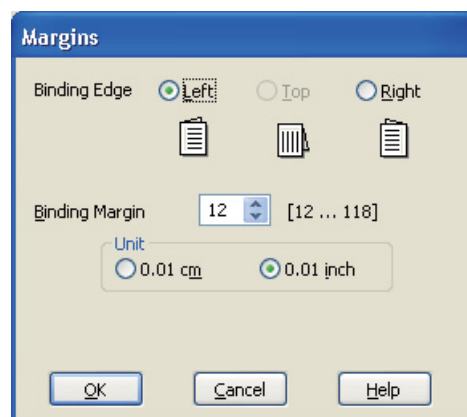 Margins
Binding Edge Left Top Right
Binding Margin 12 [12 ... 118]
Unit
0.01 cm 0.01 inch
OK Cancel Help